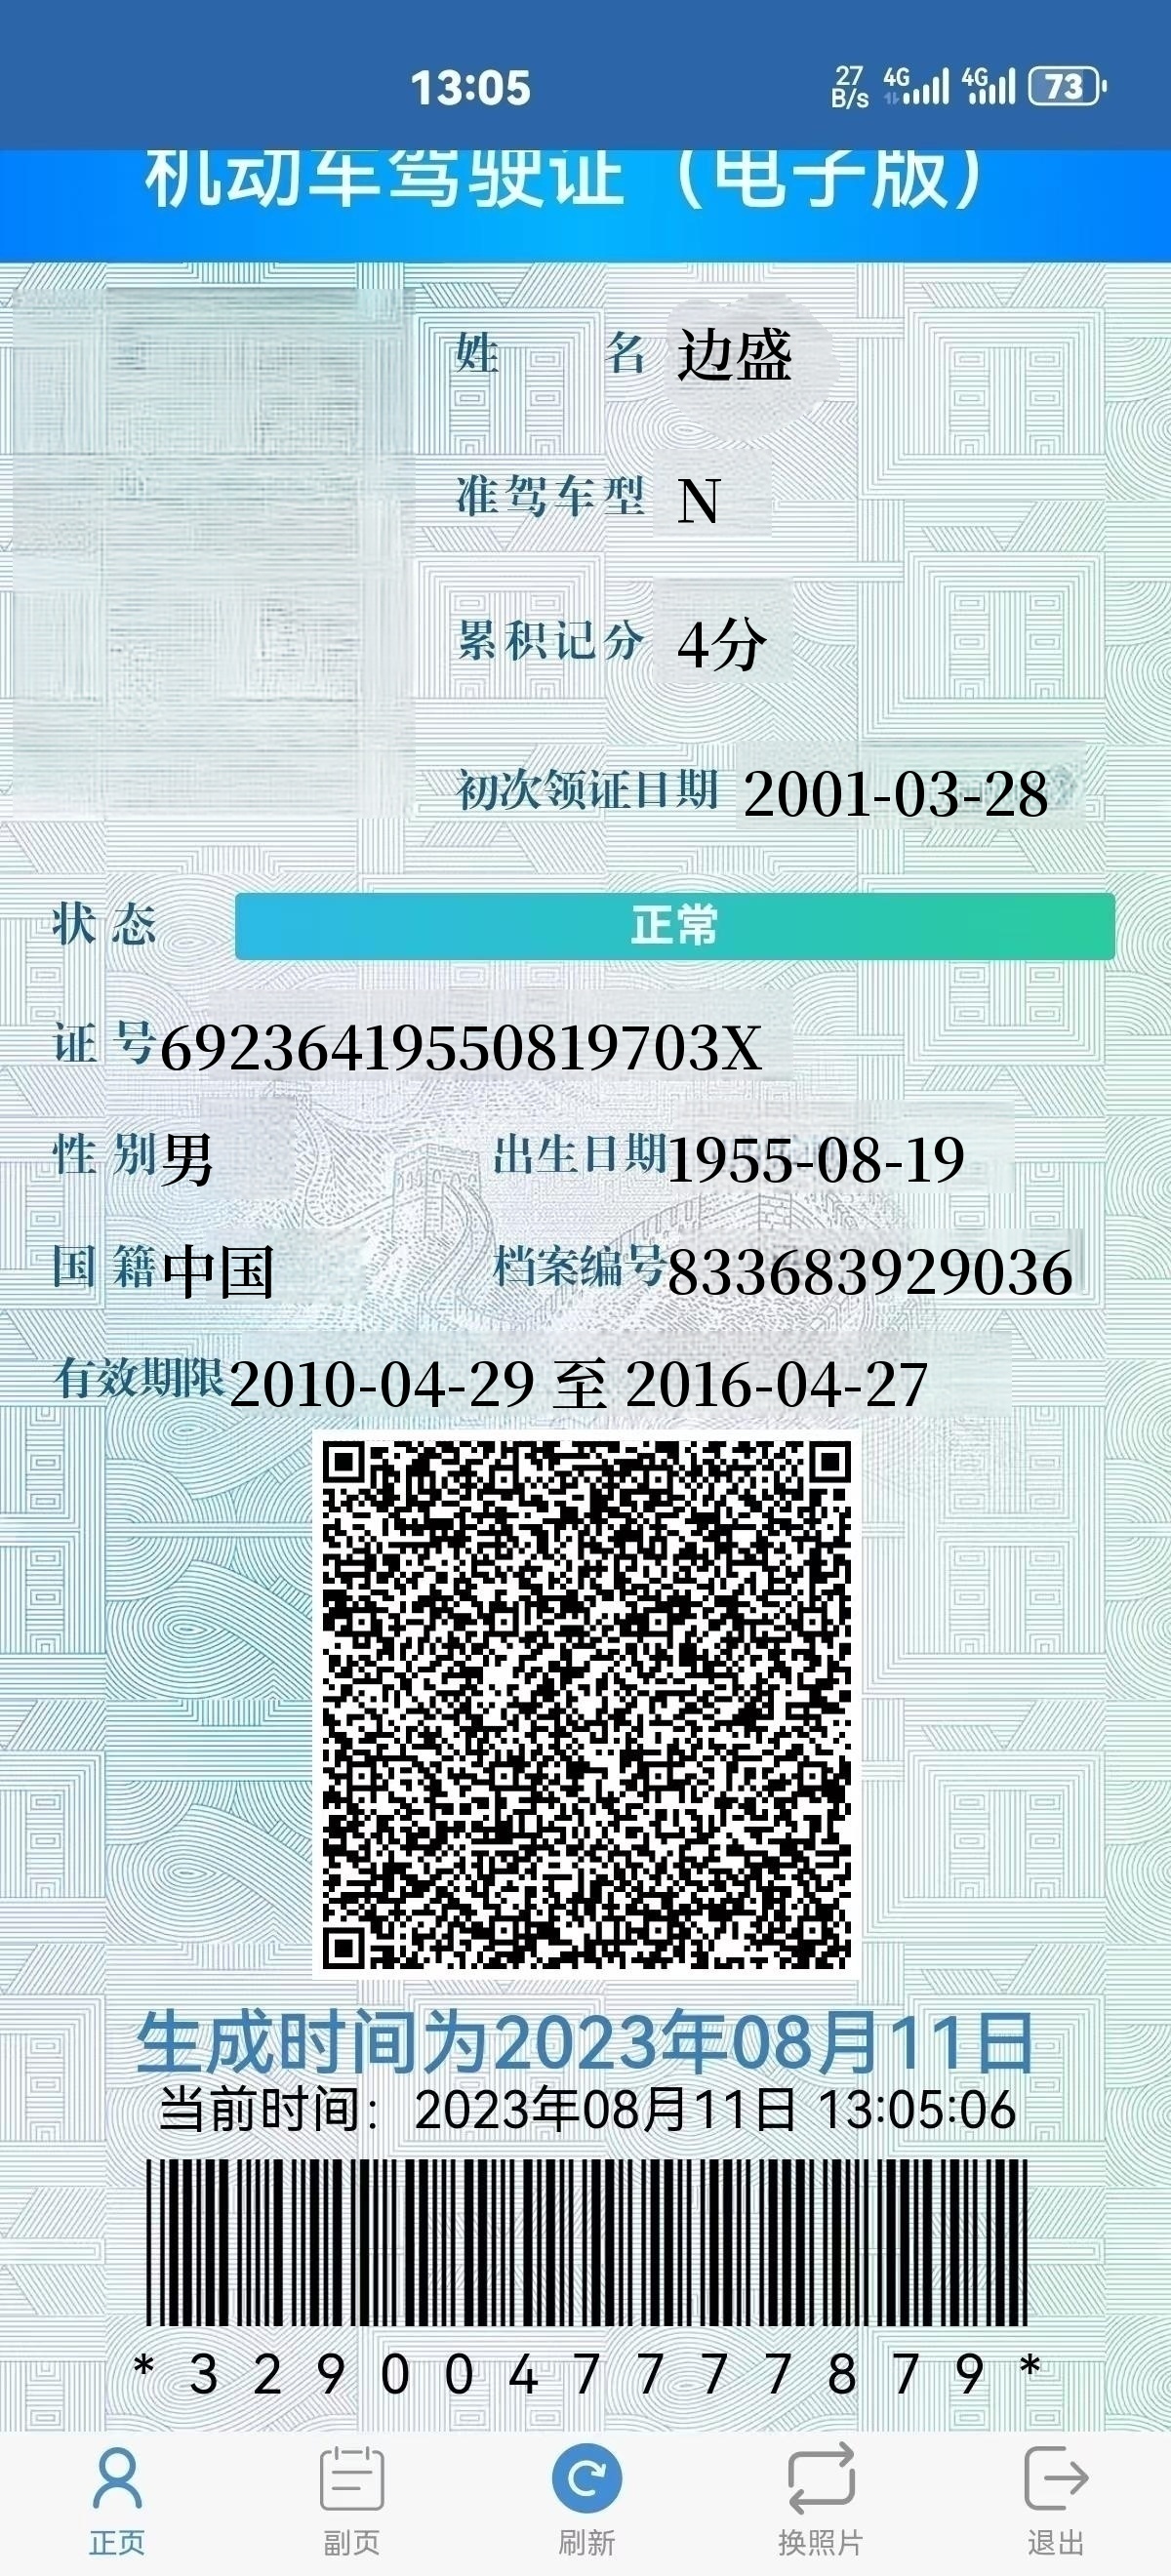 13:05
27 B/s 4G 4G 73
机动车驾驶证（电子版）
姓名 边盛
准驾车型 N
累积记分 4分
初次领证日期 2001-03-28
状态 正常
证号 69236419550819703X
性别 男 出生日期 1955-08-19
国籍 中国 档案编号 833683929036
有效期限 2010-04-29 至 2016-04-27
生成时间为2023年08月11日
当前时间：2023年08月11日 13:05:06
*3290047777879*
正页 副页 刷新 换照片 退出